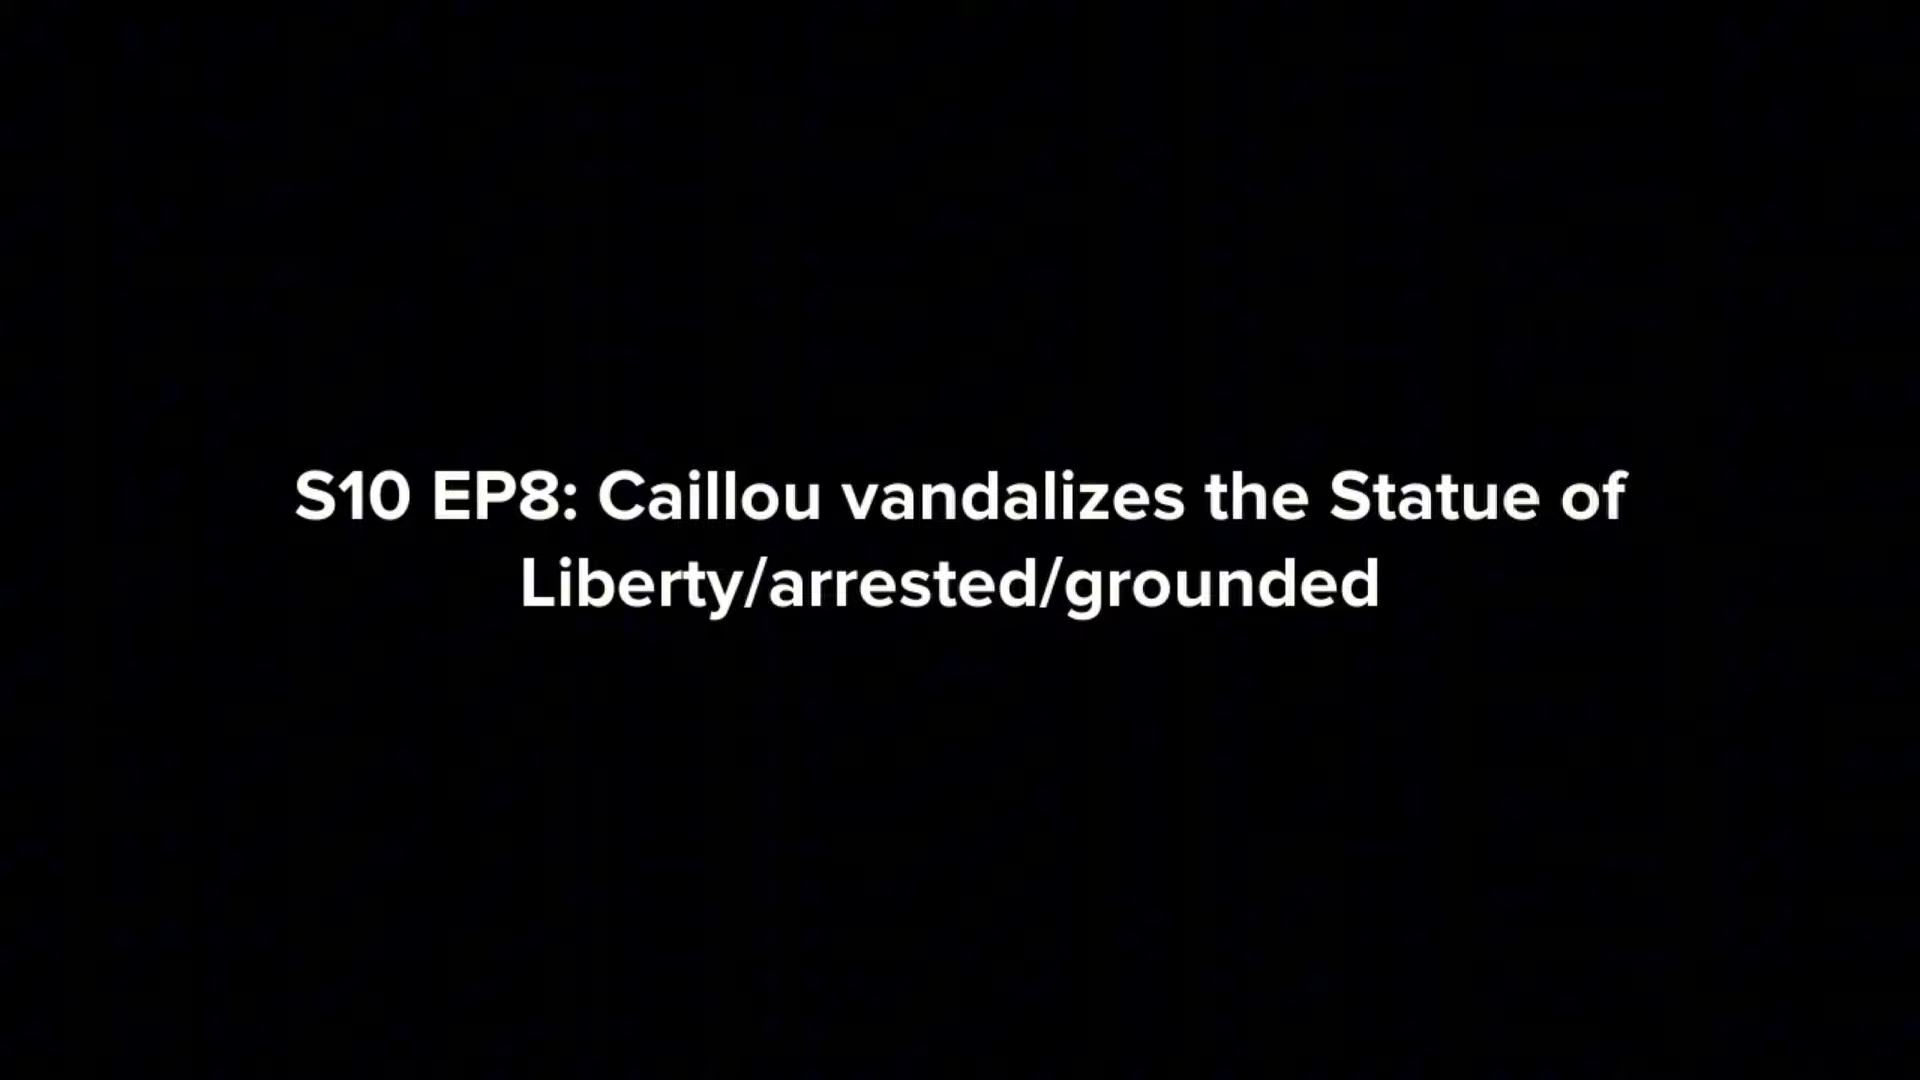 S10 EP8: Caillou vandalizes the Statue of
Liberty/arrested/grounded